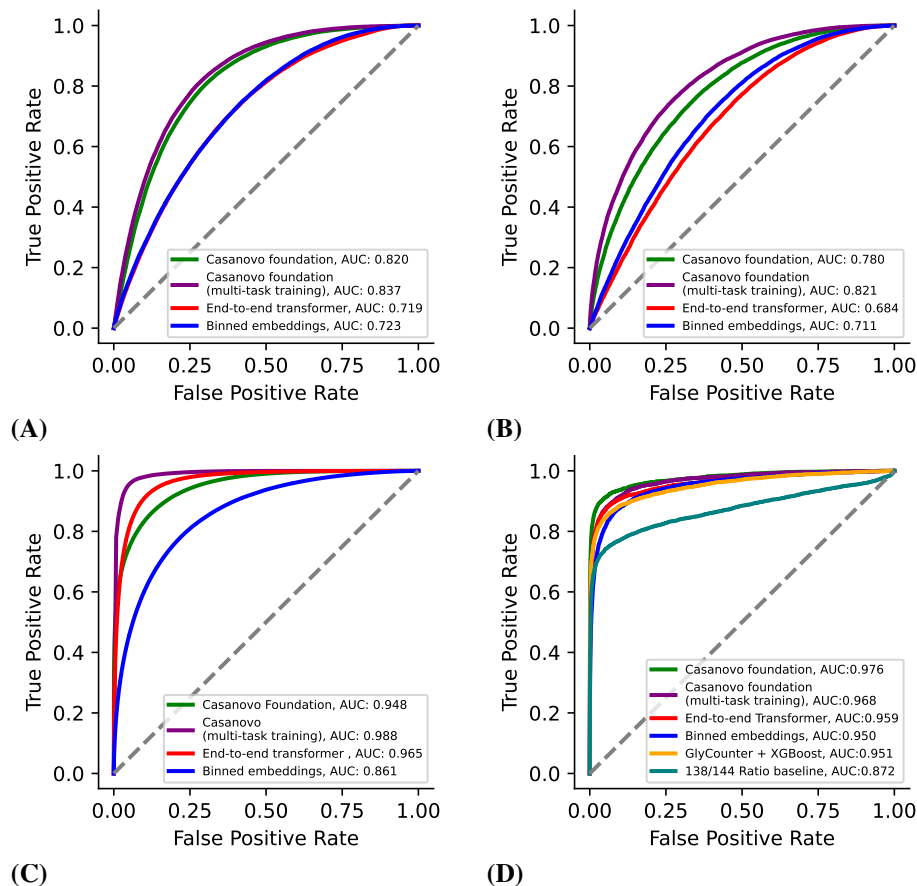 1.0
0.8
0.6
0.4
0.2
0.0
True Positive Rate
Casanovo foundation, AUC: 0.820
Casanovo foundation
(multi-task training), AUC: 0.837
End-to-end transformer, AUC: 0.719
Binned embeddings, AUC: 0.723
0.00 0.25 0.50 0.75 1.00
False Positive Rate
(A)
1.0
0.8
0.6
0.4
0.2
0.0
True Positive Rate
Casanovo foundation, AUC: 0.780
Casanovo foundation
(multi-task training), AUC: 0.821
End-to-end transformer, AUC: 0.684
Binned embeddings, AUC: 0.711
0.00 0.25 0.50 0.75 1.00
False Positive Rate
(B)
1.0
0.8
0.6
0.4
0.2
0.0
True Positive Rate
Casanovo Foundation, AUC: 0.948
Casanovo
(multi-task training), AUC: 0.988
End-to-end transformer , AUC: 0.965
Binned embeddings, AUC: 0.861
0.00 0.25 0.50 0.75 1.00
False Positive Rate
(C)
1.0
0.8
0.6
0.4
0.2
0.0
True Positive Rate
Casanovo foundation, AUC:0.976
Casanovo foundation
(multi-task training), AUC:0.968
End-to-end Transformer, AUC:0.959
Binned embeddings, AUC:0.950
GlyCounter + XGBoost, AUC:0.951
138/144 Ratio baseline, AUC:0.872
0.00 0.25 0.50 0.75 1.00
False Positive Rate
(D)